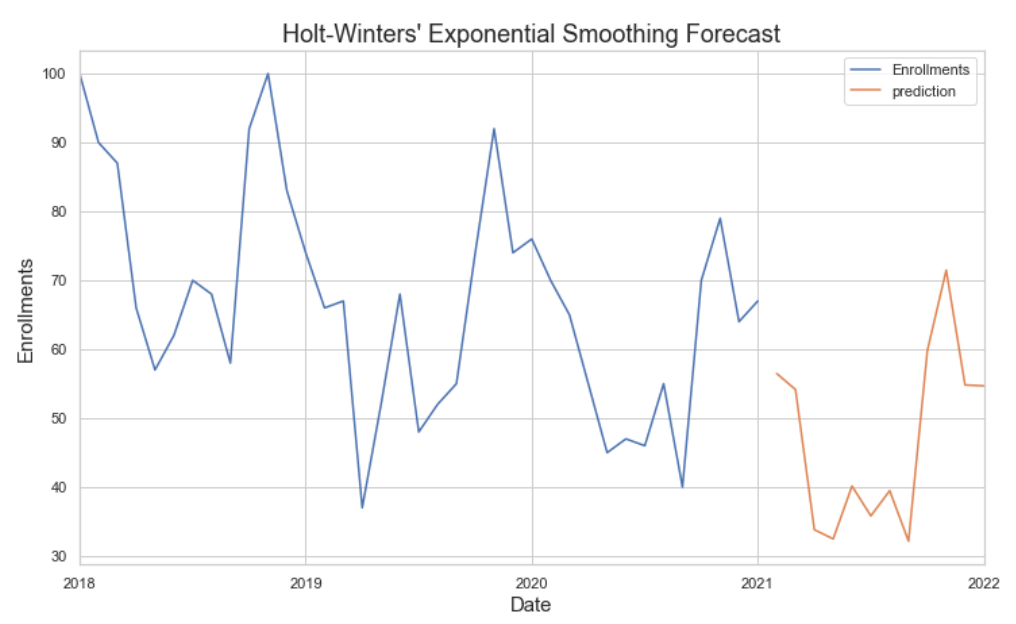 Holt-Winters' Exponential Smoothing Forecast
Enrollments
prediction
100
90
80
70
60
50
40
30
Enrollments
2018
2019
2020
2021
2022
Date